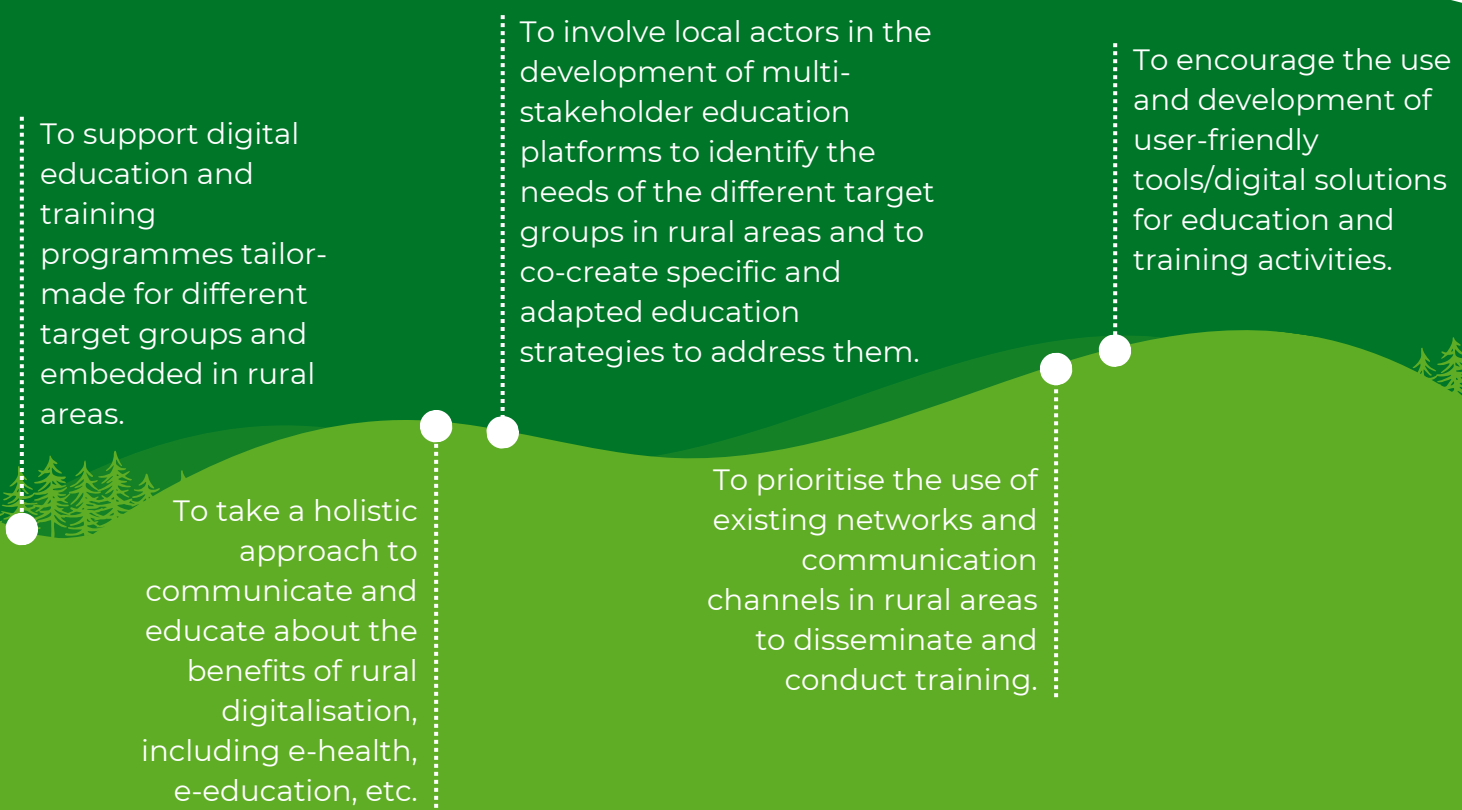 To support digital
education and
training
programmes tailor-
made for different
target groups and
embedded in rural
areas.
To take a holistic
approach to
communicate and
educate about the
benefits of rural
digitalisation,
including e-health,
e-education, etc.
To involve local actors in the
development of multi-
stakeholder education
platforms to identify the
needs of the different target
groups in rural areas and to
co-create specific and
adapted education
strategies to address them.
To prioritise the use of
existing networks and
communication
channels in rural areas
to disseminate and
conduct training.
To encourage the use
and development of
user-friendly
tools/digital solutions
for education and
training activities.